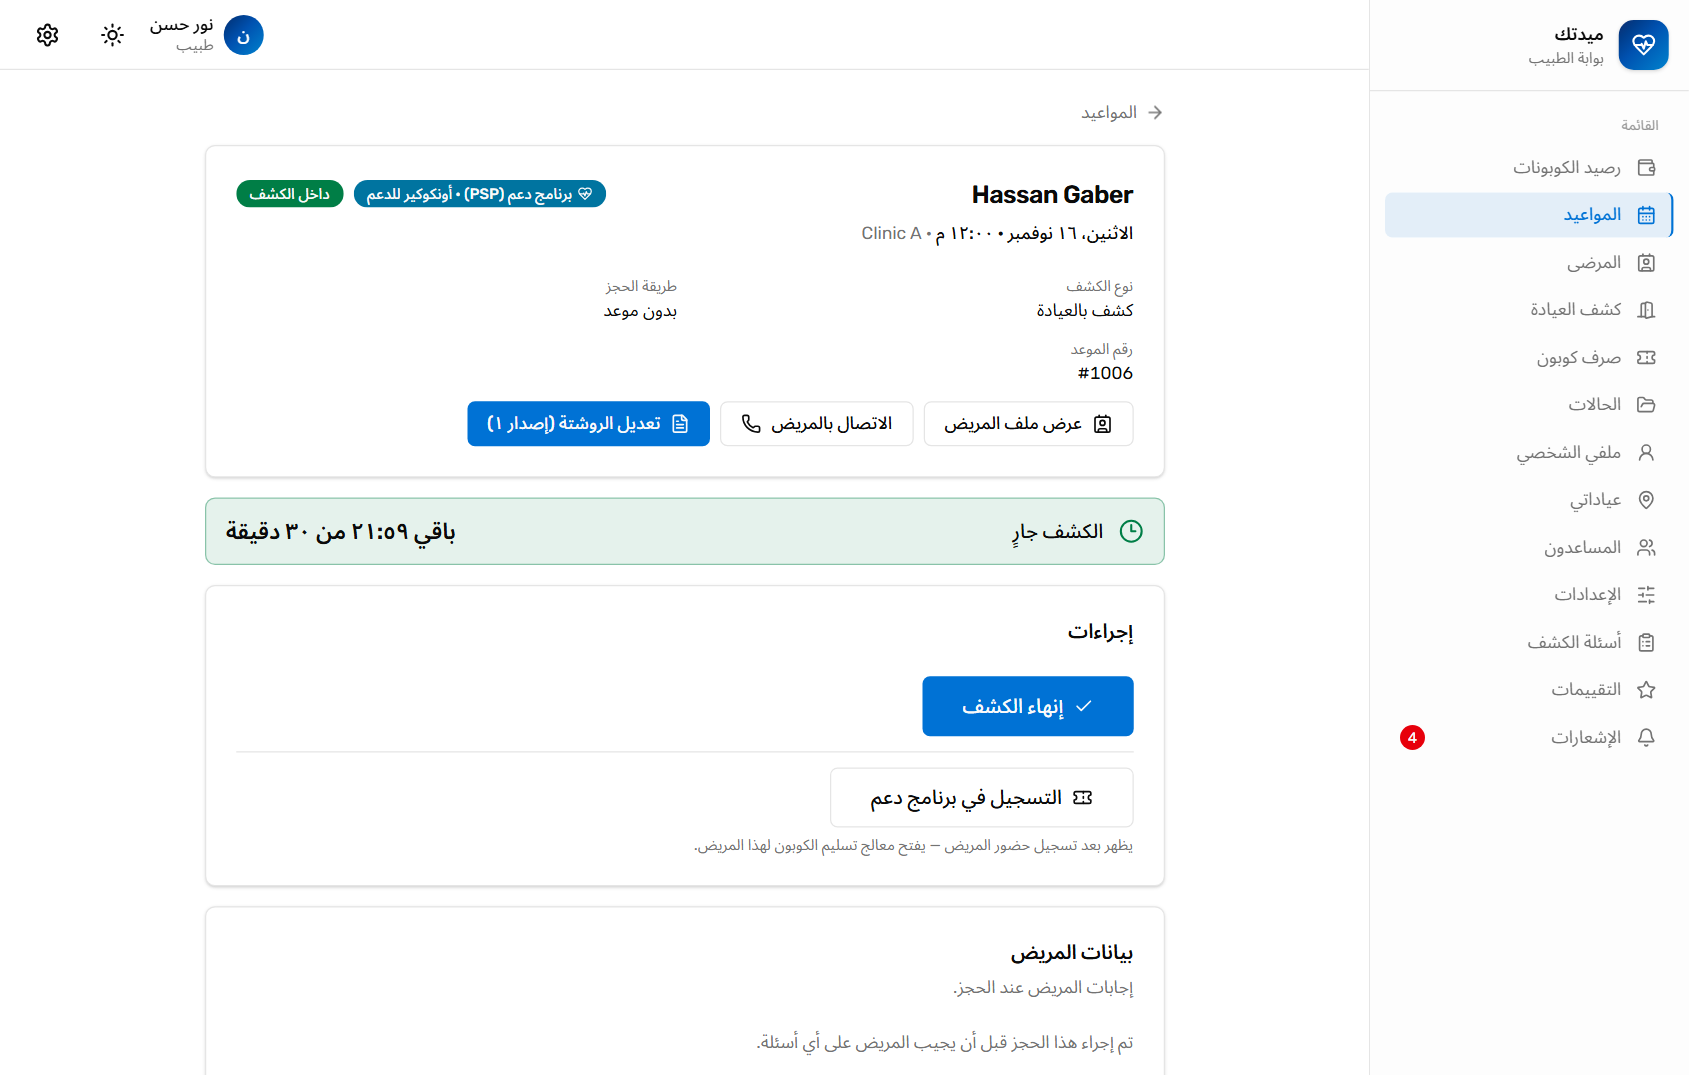 ميدتك
بوابة الطبيب
القائمة
رصيد الكوبونات
المواعيد
المرضى
كشف العيادة
صرف كوبون
الحالات
ملفي الشخصي
عياداتي
المساعدون
الإعدادات
أسئلة الكشف
التقييمات
الإشعارات
4
ن
نور حسن
طبيب
المواعيد
Hassan Gaber
برنامج دعم (PSP) • أونكوكير للدعم
داخل الكشف
الاثنين، ١٦ نوفمبر • ١٢:٠٠ م • Clinic A
نوع الكشف
كشف بالعيادة
طريقة الحجز
بدون موعد
رقم الموعد
#1006
عرض ملف المريض
الاتصال بالمريض
تعديل الروشتة (إصدار ١)
الكشف جارٍ
باقي ٢١:٥٩ من ٣٠ دقيقة
إجراءات
إنهاء الكشف
التسجيل في برنامج دعم
يظهر بعد تسجيل حضور المريض — يفتح معالج تسليم الكوبون لهذا المريض.
بيانات المريض
إجابات المريض عند الحجز.
تم إجراء هذا الحجز قبل أن يجيب المريض على أي أسئلة.